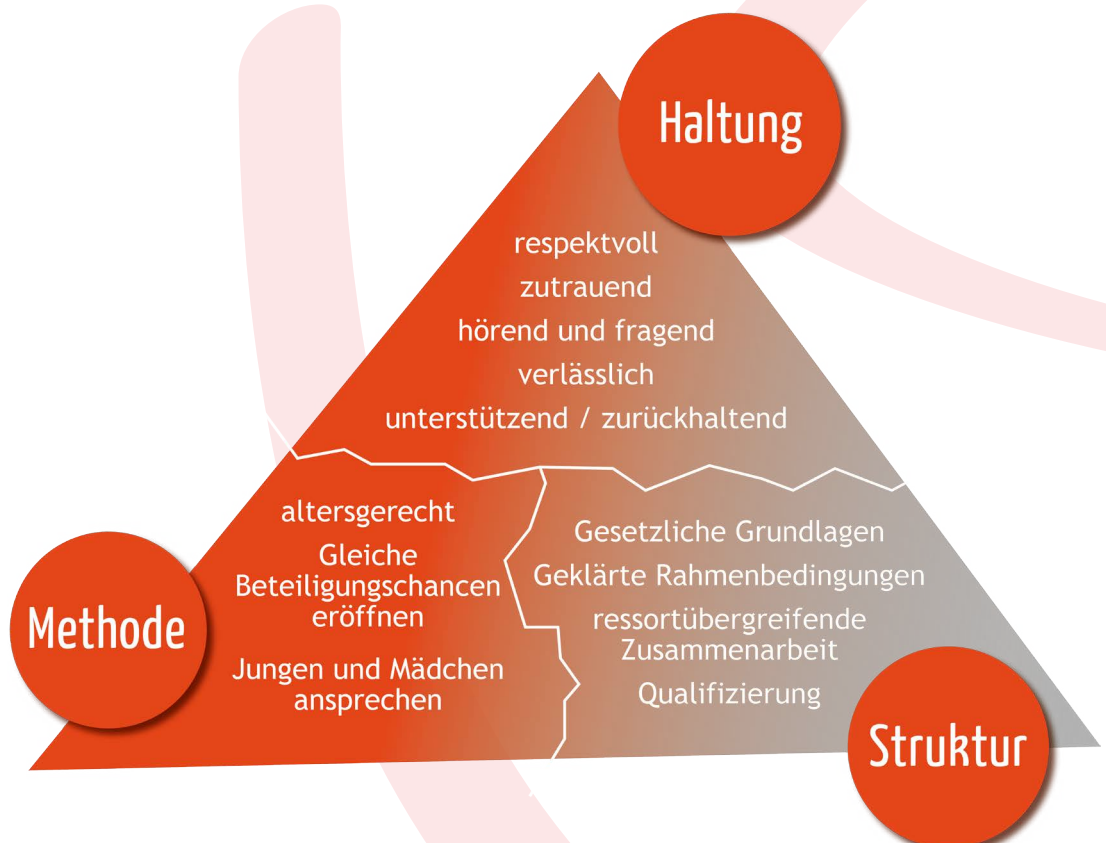 Haltung
respektvoll
zutrauend
hörend und fragend
verlässlich
unterstützend / zurückhaltend
Methode
altersgerecht
Gleiche
Beteiligungschancen
eröffnen
Jungen und Mädchen
ansprechen
Gesetzliche Grundlagen
Geklärte Rahmenbedingungen
ressortübergreifende
Zusammenarbeit
Qualifizierung
Struktur